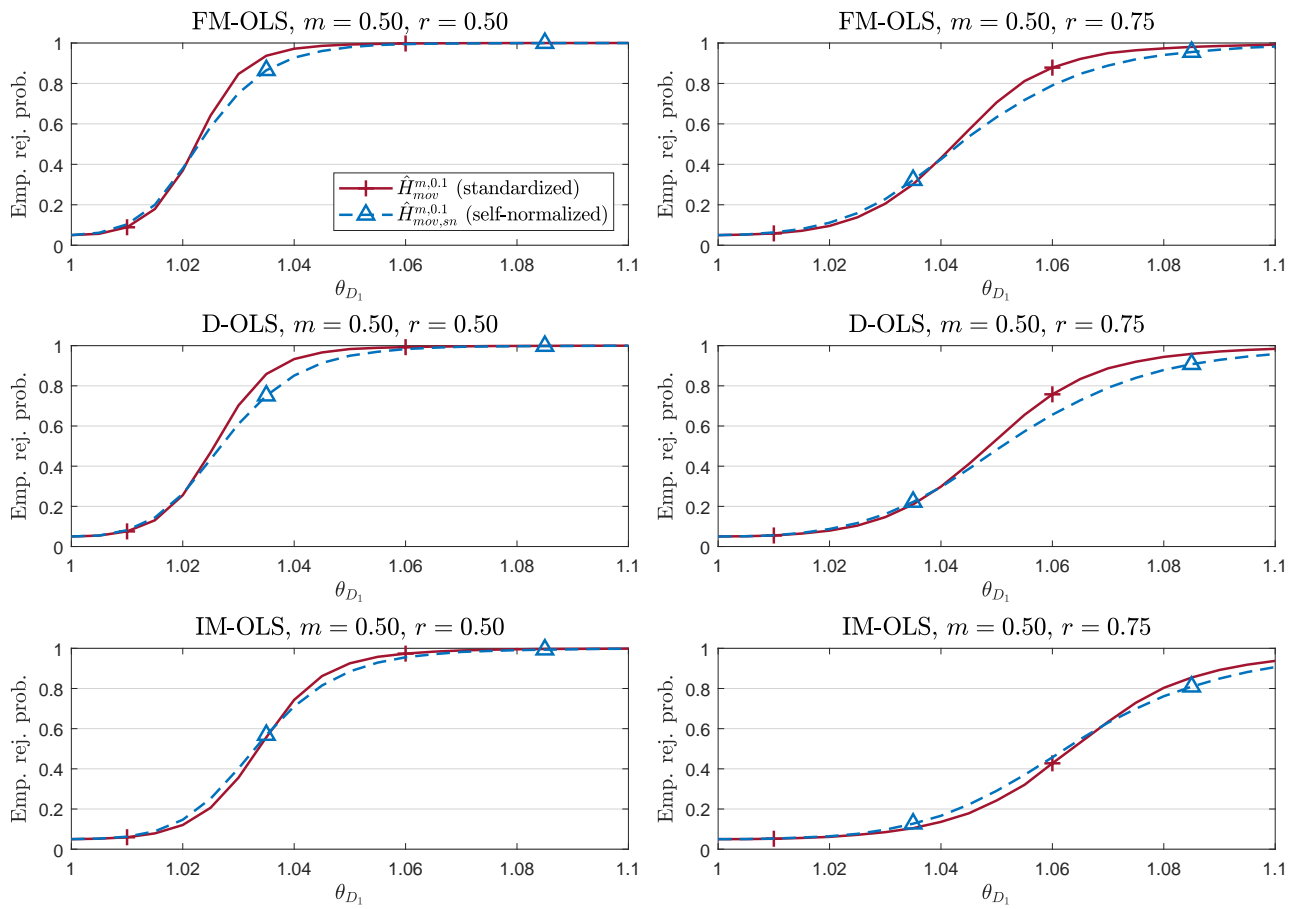 FM-OLS, m = 0.50, r = 0.50
Emp. rej. prob.
1
0.8
0.6
0.4
0.2
0
Ĥ^{m,0.1}_{mov} (standardized)
Ĥ^{m,0.1}_{mov,sn} (self-normalized)
1 1.02 1.04 1.06 1.08 1.1
θ_{D_1}
FM-OLS, m = 0.50, r = 0.75
Emp. rej. prob.
1
0.8
0.6
0.4
0.2
0
1 1.02 1.04 1.06 1.08 1.1
θ_{D_1}
D-OLS, m = 0.50, r = 0.50
Emp. rej. prob.
1
0.8
0.6
0.4
0.2
0
1 1.02 1.04 1.06 1.08 1.1
θ_{D_1}
D-OLS, m = 0.50, r = 0.75
Emp. rej. prob.
1
0.8
0.6
0.4
0.2
0
1 1.02 1.04 1.06 1.08 1.1
θ_{D_1}
IM-OLS, m = 0.50, r = 0.50
Emp. rej. prob.
1
0.8
0.6
0.4
0.2
0
1 1.02 1.04 1.06 1.08 1.1
θ_{D_1}
IM-OLS, m = 0.50, r = 0.75
Emp. rej. prob.
1
0.8
0.6
0.4
0.2
0
1 1.02 1.04 1.06 1.08 1.1
θ_{D_1}